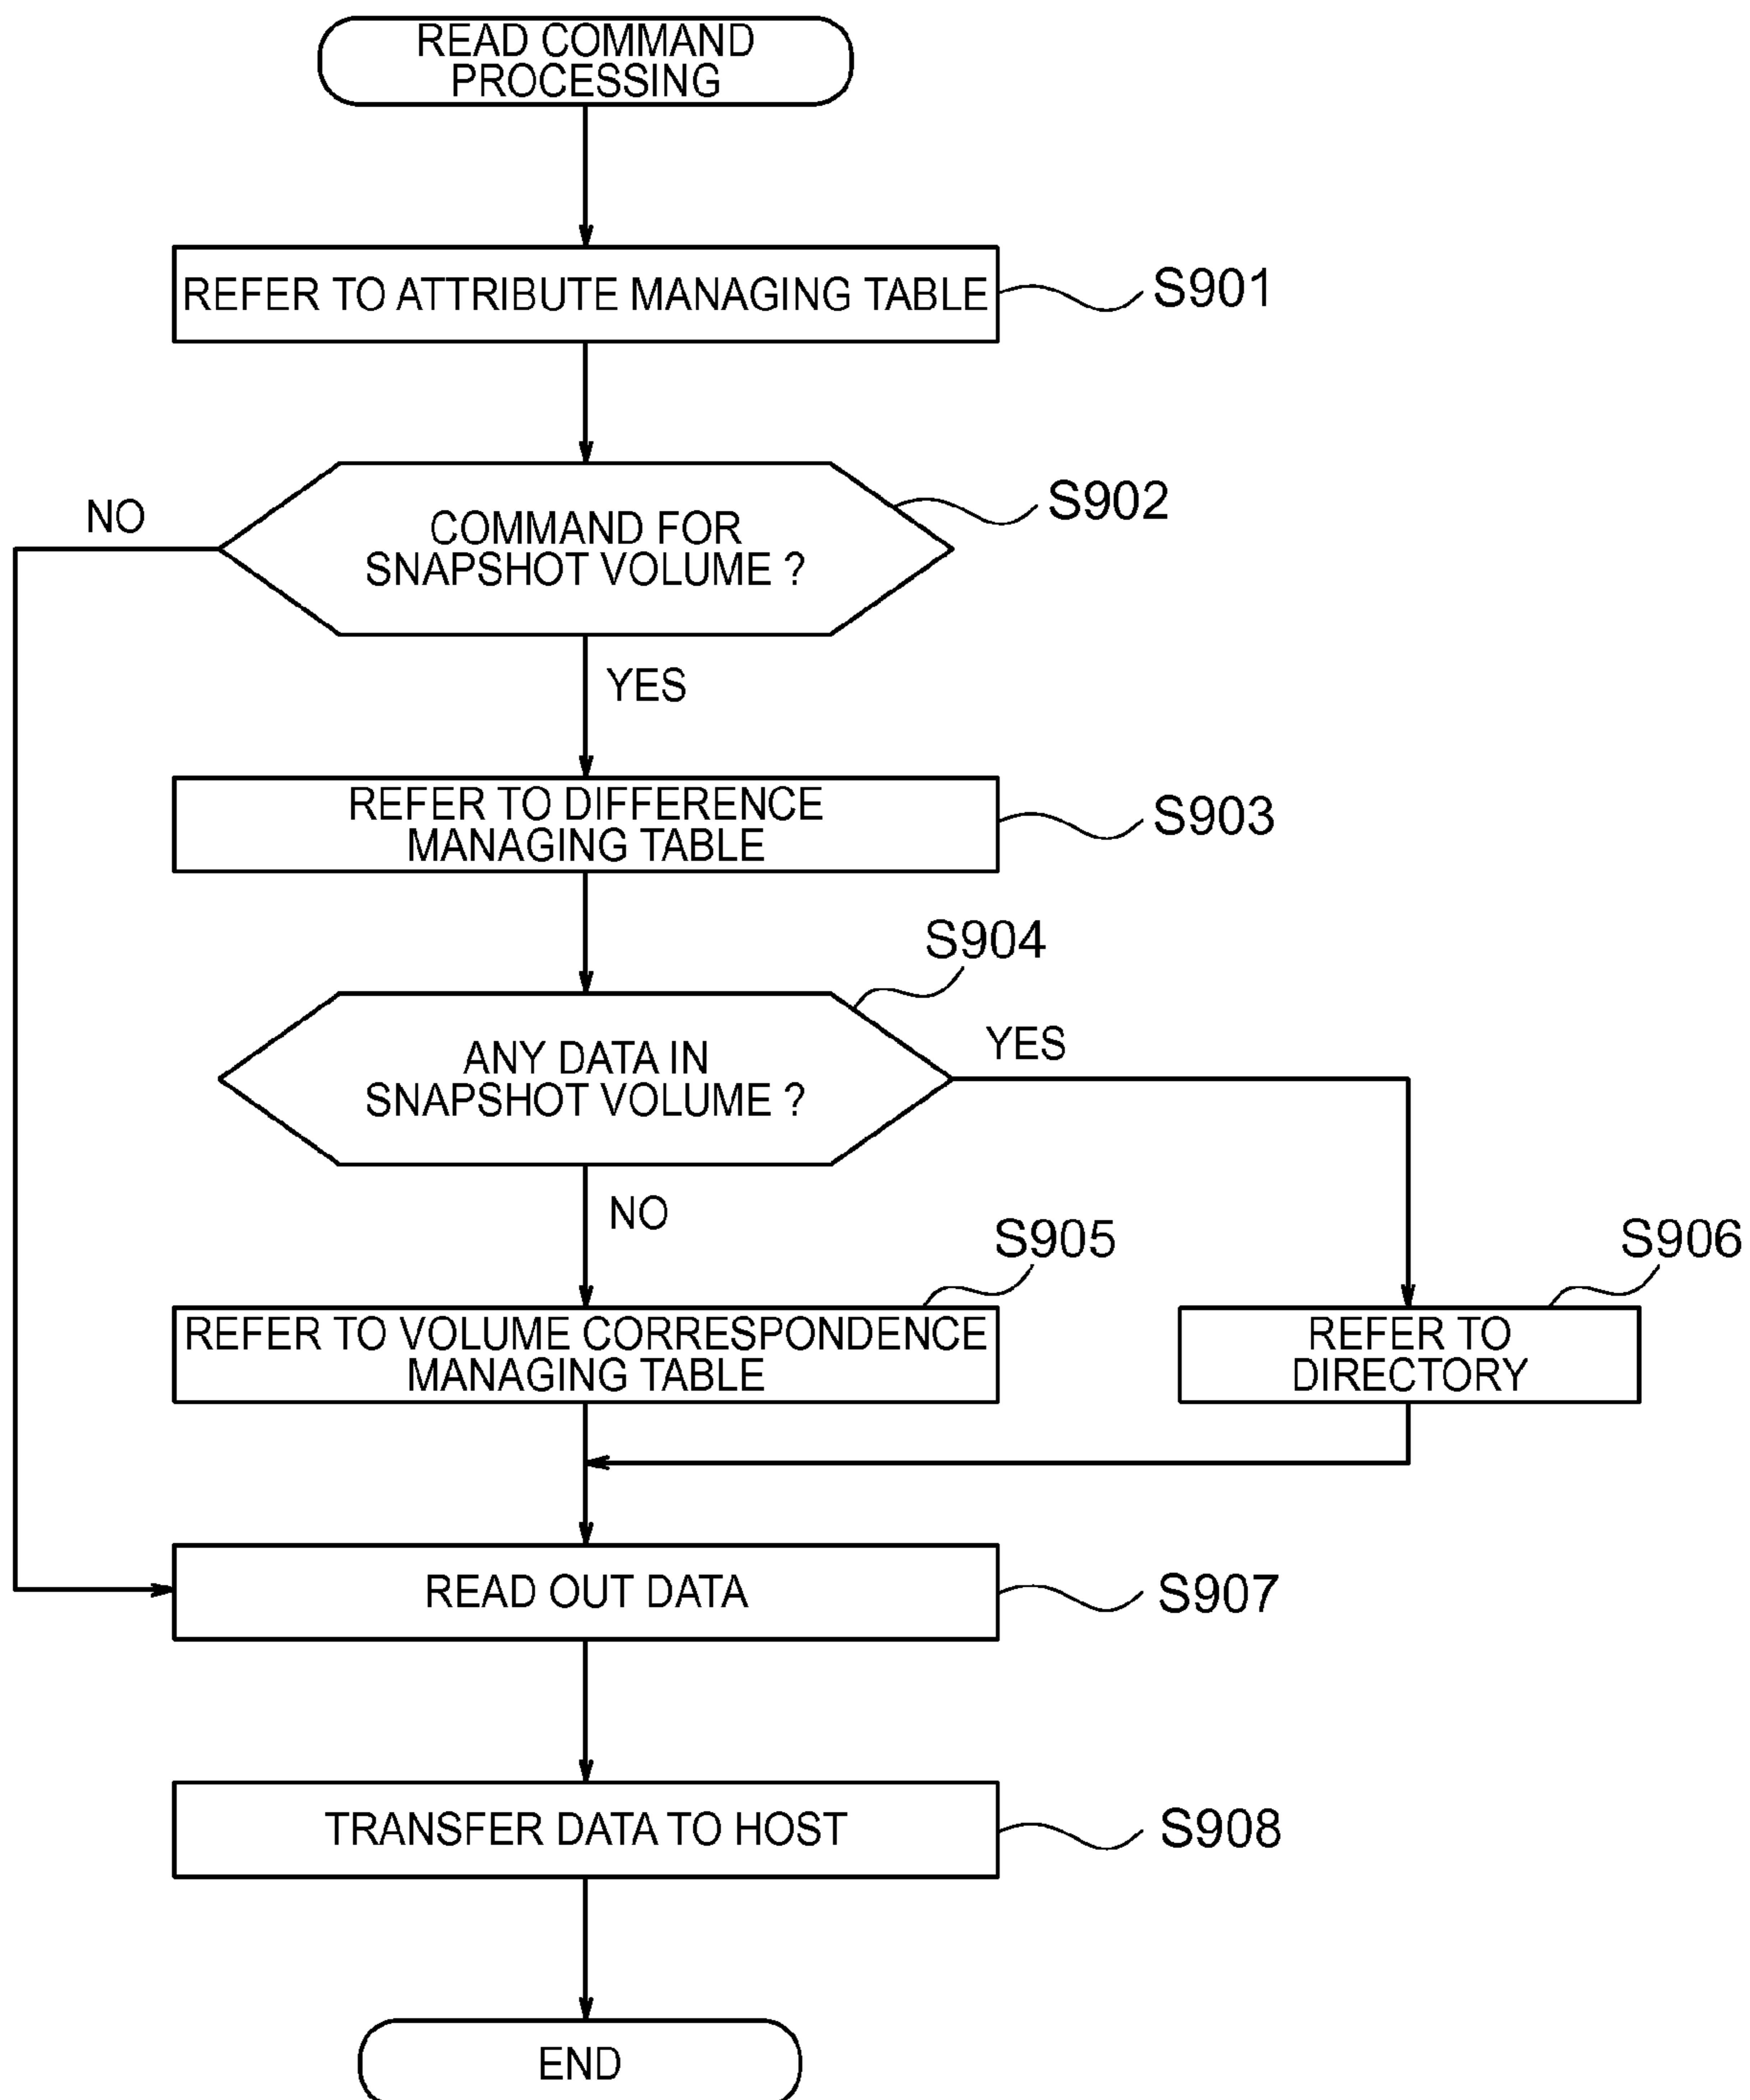 READ COMMAND
PROCESSING
REFER TO ATTRIBUTE MANAGING TABLE
S901
S902
NO
COMMAND FOR
SNAPSHOT VOLUME ?
YES
REFER TO DIFFERENCE
MANAGING TABLE
S903
S904
ANY DATA IN
SNAPSHOT VOLUME ?
YES
NO
S905
S906
REFER TO VOLUME CORRESPONDENCE
MANAGING TABLE
REFER TO
DIRECTORY
READ OUT DATA
S907
TRANSFER DATA TO HOST
S908
END